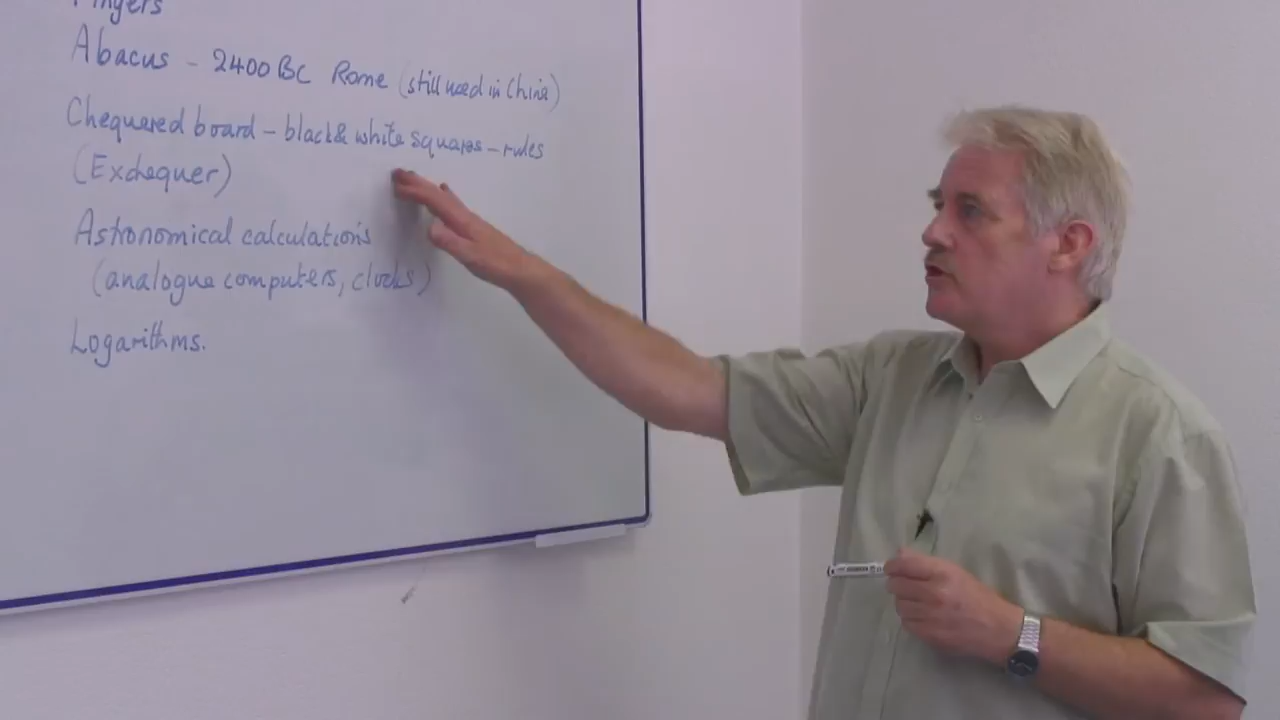 Fingers
Abacus - 2400 BC Rome (still used in China)
Chequered board - black & white squares - rules
(Exchequer)
Astronomical calculations
(analogue computers, clocks)
Logarithms.